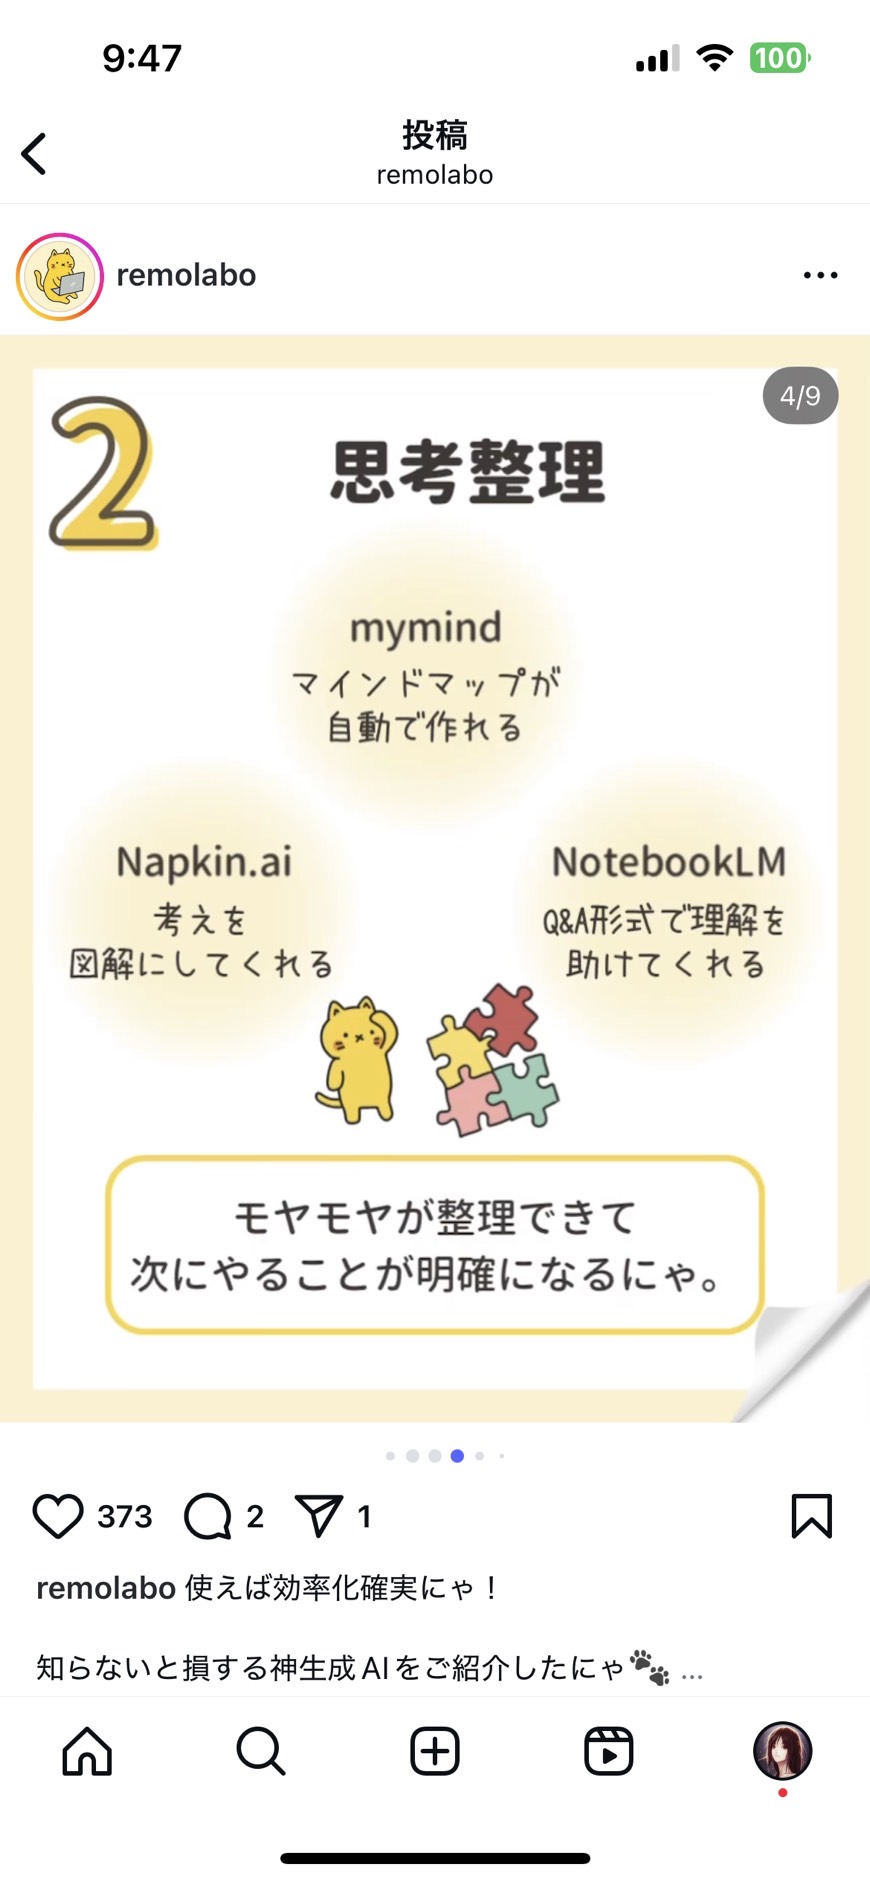 9:47
100
投稿
remolabo
remolabo
4/9
2
思考整理
mymind
マインドマップが
自動で作れる
Napkin.ai
考えを
図解にしてくれる
NotebookLM
Q&A形式で理解を
助けてくれる
モヤモヤが整理できて
次にやることが明確になるにゃ。
373
2
1
remolabo 使えば効率化確実にゃ！
知らないと損する神生成AIをご紹介したにゃ🐾 ...